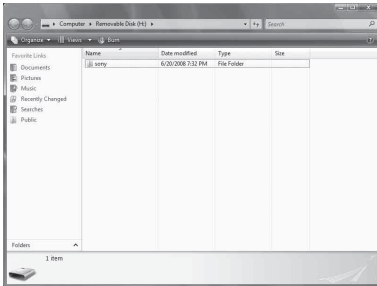 Computer ▸ Removable Disk (H:) ▸ Search
Organize Views Burn
Favorite Links
Documents
Pictures
Music
Recently Changed
Searches
Public
Folders
Name Date modified Type Size
sony 6/20/2008 7:32 PM File Folder
1 item